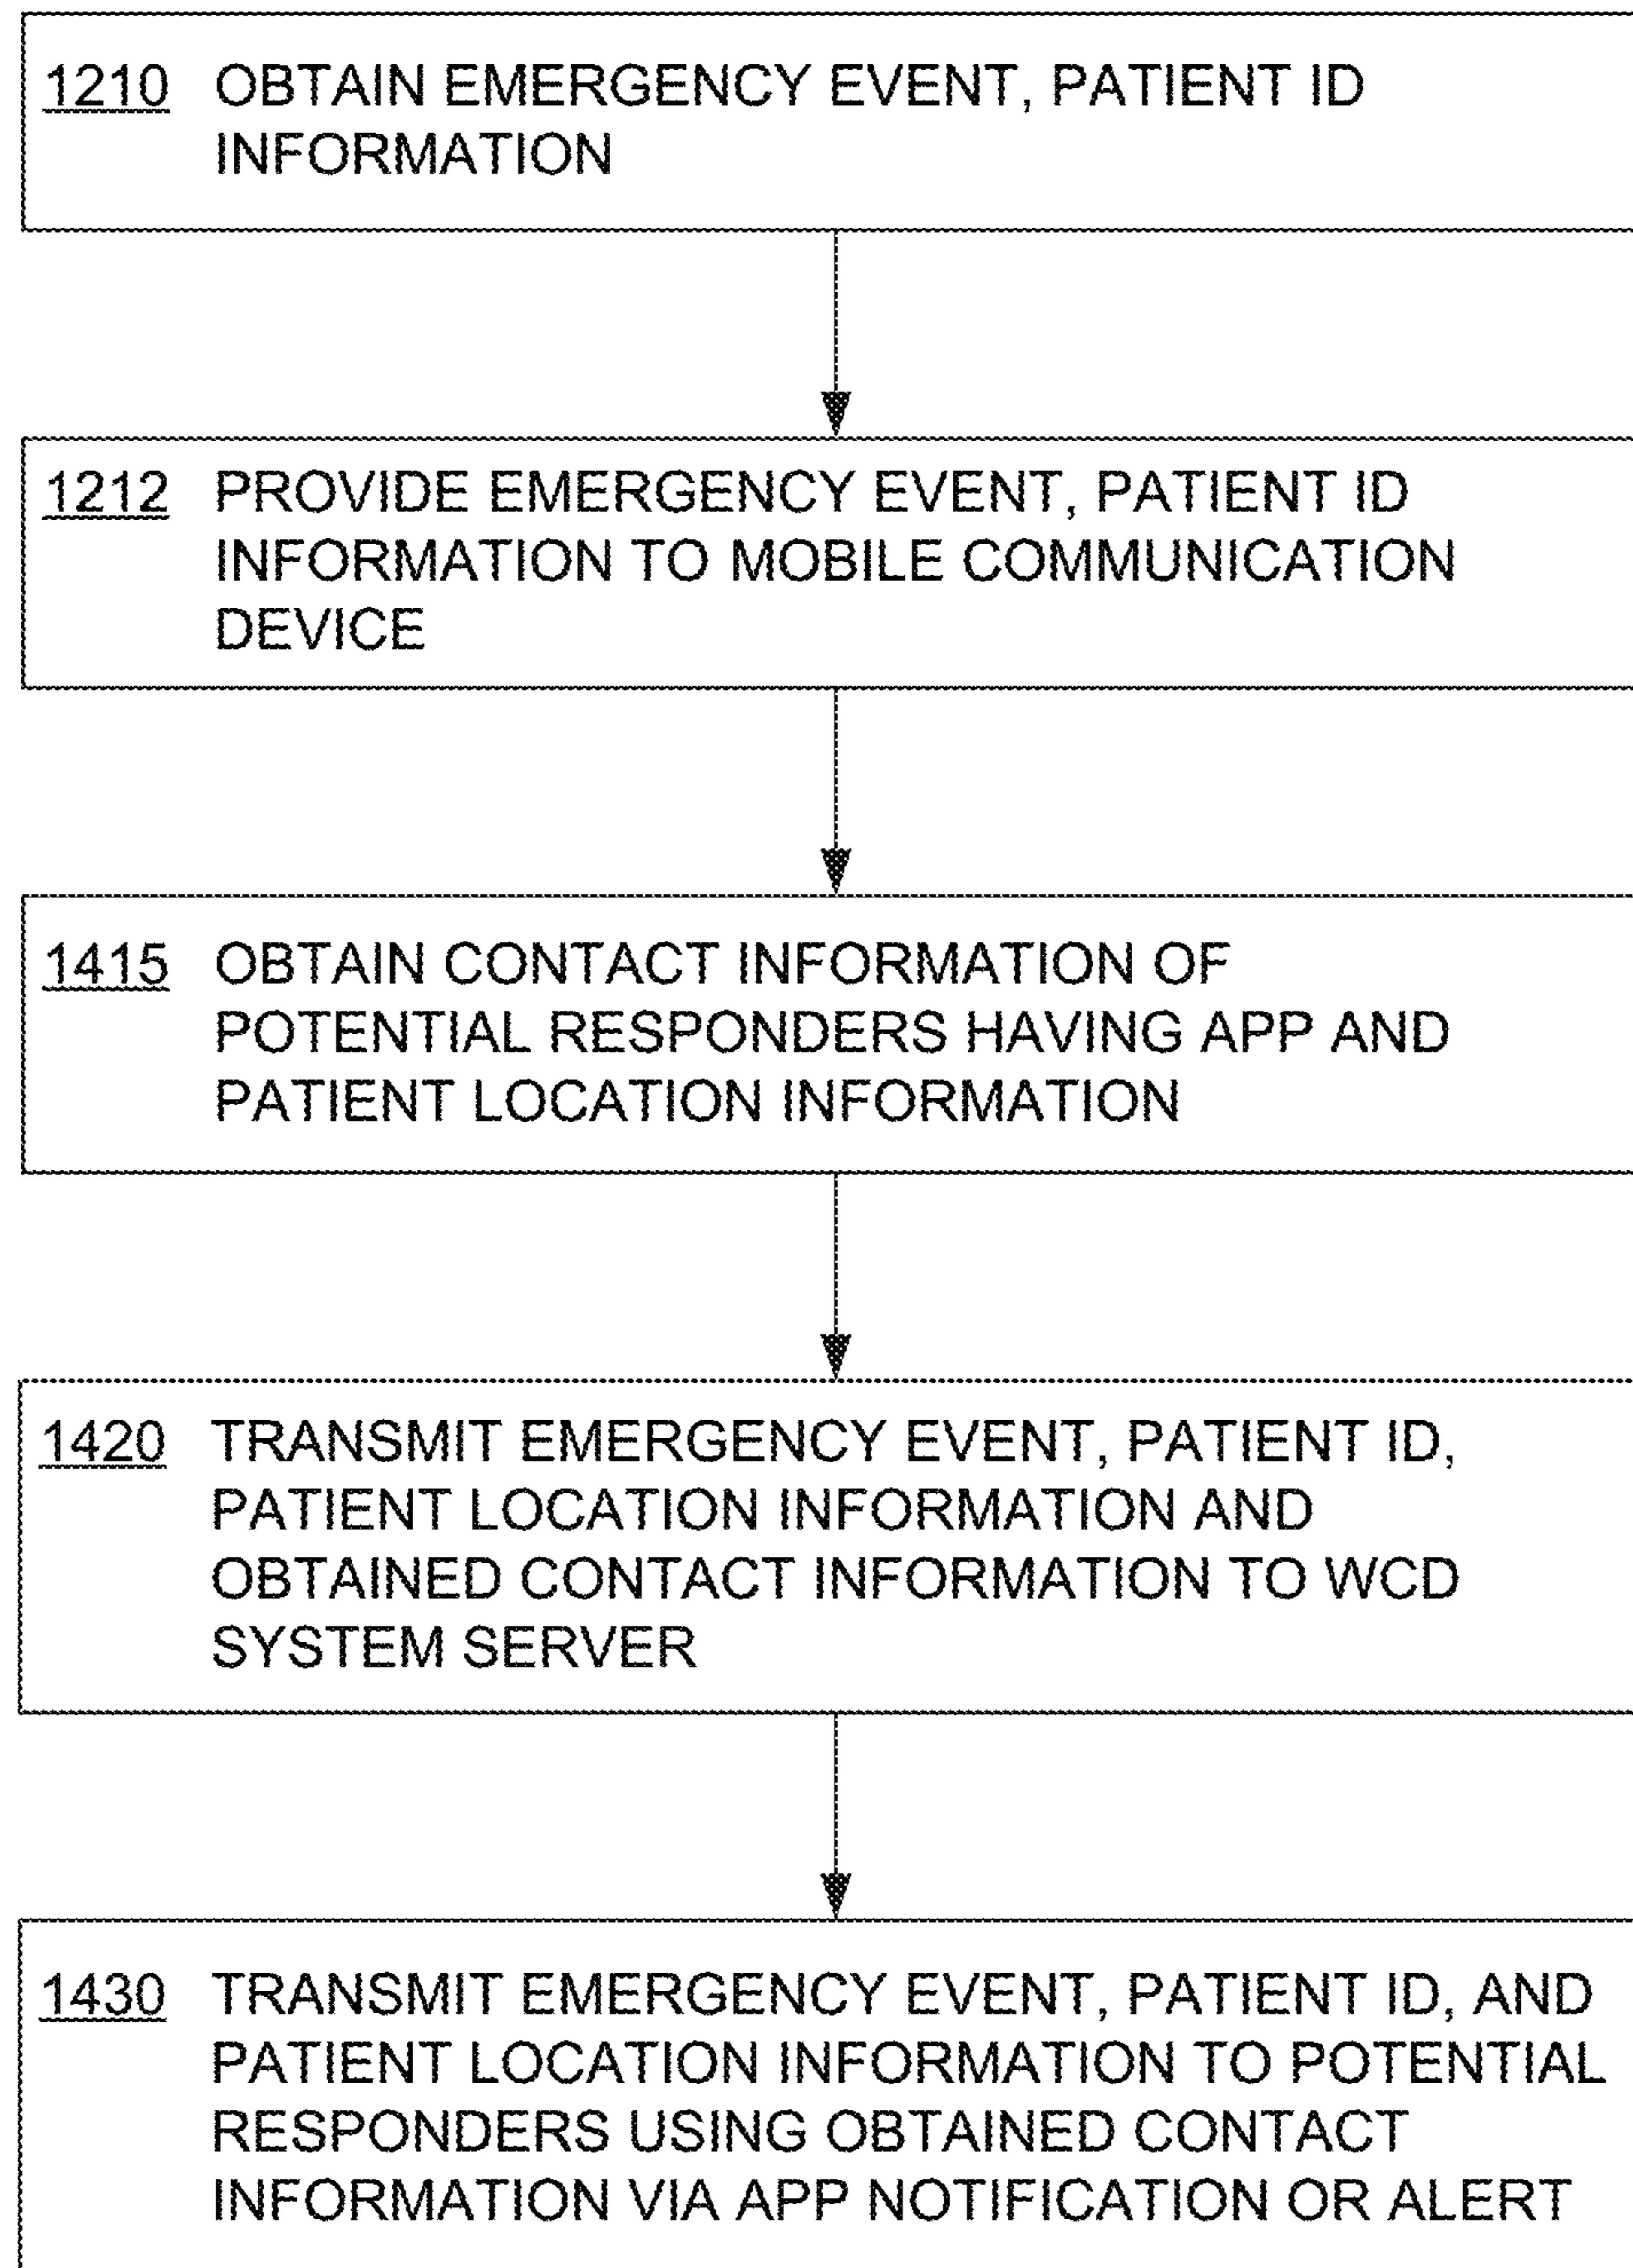 1210 OBTAIN EMERGENCY EVENT, PATIENT ID
INFORMATION
1212 PROVIDE EMERGENCY EVENT, PATIENT ID
INFORMATION TO MOBILE COMMUNICATION
DEVICE
1415 OBTAIN CONTACT INFORMATION OF
POTENTIAL RESPONDERS HAVING APP AND
PATIENT LOCATION INFORMATION
1420 TRANSMIT EMERGENCY EVENT, PATIENT ID,
PATIENT LOCATION INFORMATION AND
OBTAINED CONTACT INFORMATION TO WCD
SYSTEM SERVER
1430 TRANSMIT EMERGENCY EVENT, PATIENT ID, AND
PATIENT LOCATION INFORMATION TO POTENTIAL
RESPONDERS USING OBTAINED CONTACT
INFORMATION VIA APP NOTIFICATION OR ALERT